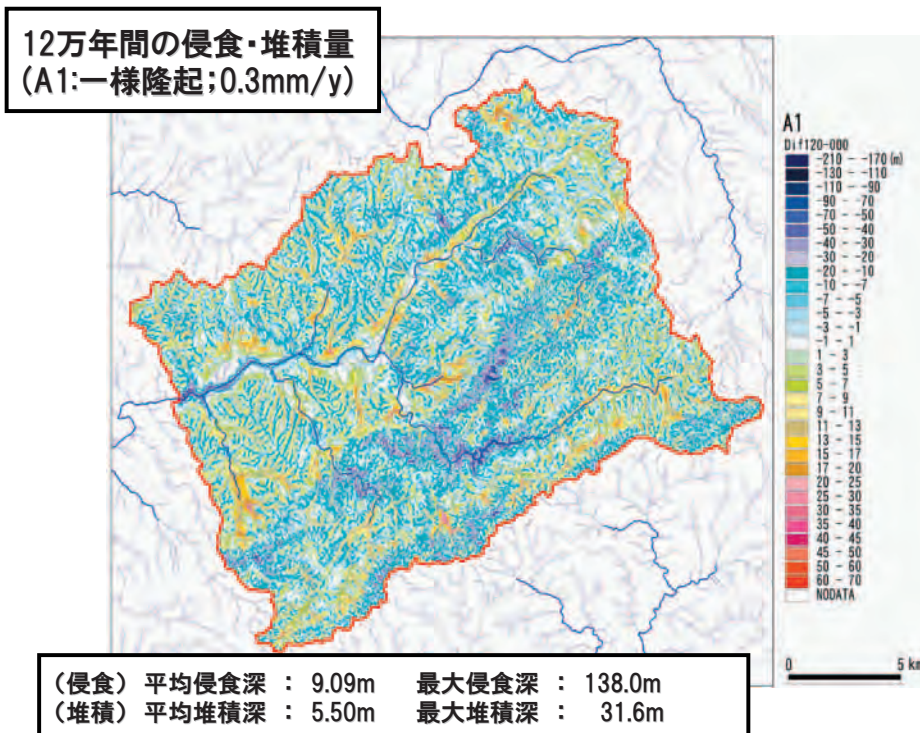 12万年間の侵食・堆積量
(A1:一様隆起;0.3mm/y)
A1
Dif120-000
-210 - -170 (m)
-130 - -110
-110 - -90
-90 - -70
-70 - -50
-50 - -40
-40 - -30
-30 - -20
-20 - -10
-10 - -7
-7 - -5
-5 - -3
-3 - -1
-1 - 1
1 - 3
3 - 5
5 - 7
7 - 9
9 - 11
11 - 13
13 - 15
15 - 17
17 - 20
20 - 25
25 - 30
30 - 35
35 - 40
40 - 45
45 - 50
50 - 60
60 - 70
NODATA
0 5 km
(侵食) 平均侵食深 : 9.09m 最大侵食深 : 138.0m
(堆積) 平均堆積深 : 5.50m 最大堆積深 : 31.6m